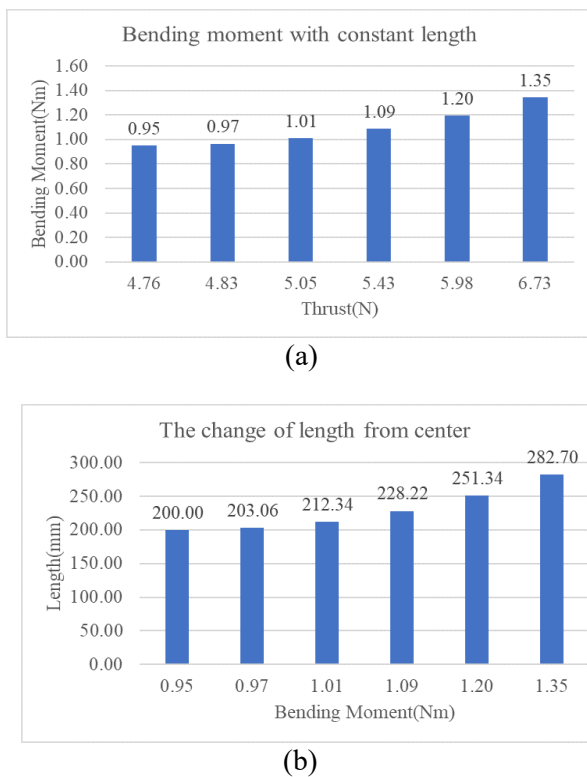 Bending moment with constant length
Bending Moment(Nm)
1.60
1.40
1.20
1.00
0.80
0.60
0.40
0.20
0.00
0.95 0.97 1.01 1.09 1.20 1.35
4.76 4.83 5.05 5.43 5.98 6.73
Thrust(N)
(a)
The change of length from center
Length(mm)
300.00
250.00
200.00
150.00
100.00
50.00
0.00
200.00 203.06 212.34 228.22 251.34 282.70
0.95 0.97 1.01 1.09 1.20 1.35
Bending Moment(Nm)
(b)